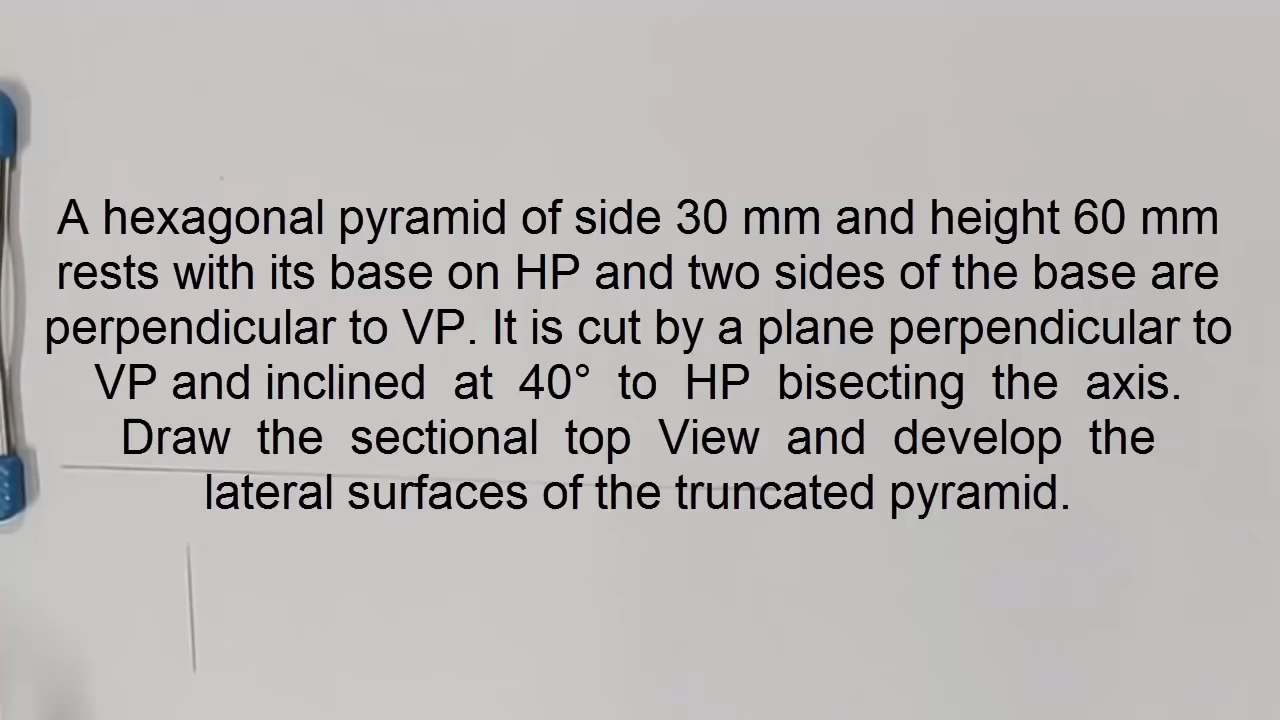 A hexagonal pyramid of side 30 mm and height 60 mm
rests with its base on HP and two sides of the base are
perpendicular to VP. It is cut by a plane perpendicular to
VP and inclined at 40° to HP bisecting the axis.
Draw the sectional top View and develop the
lateral surfaces of the truncated pyramid.